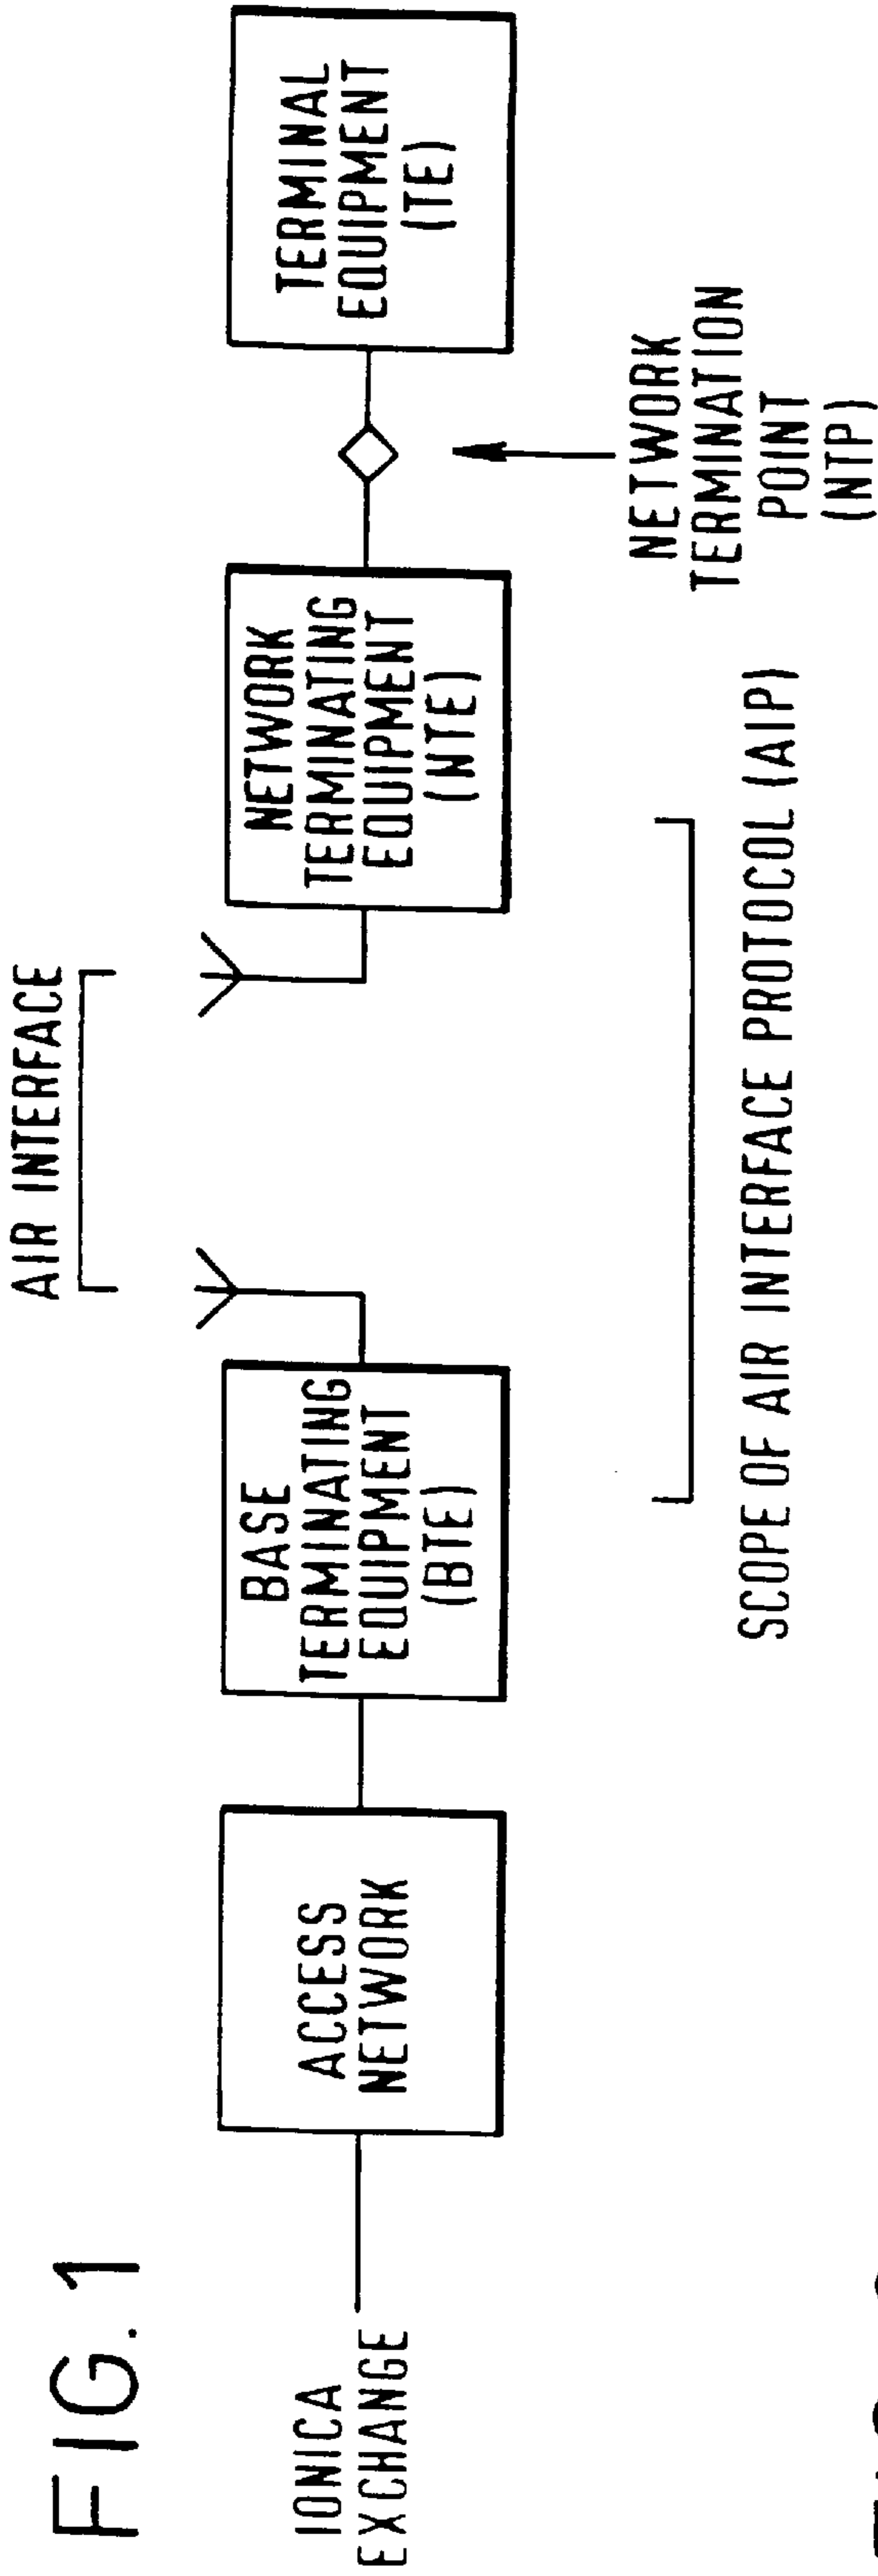 FIG. 1
AIR INTERFACE
IONICA
EXCHANGE
ACCESS
NETWORK
BASE
TERMINATING
EQUIPMENT
(BTE)
NETWORK
TERMINATING
EQUIPMENT
(NTE)
TERMINAL
EQUIPMENT
(TE)
NETWORK
TERMINATION
POINT
(NTP)
SCOPE OF AIR INTERFACE PROTOCOL (AIP)